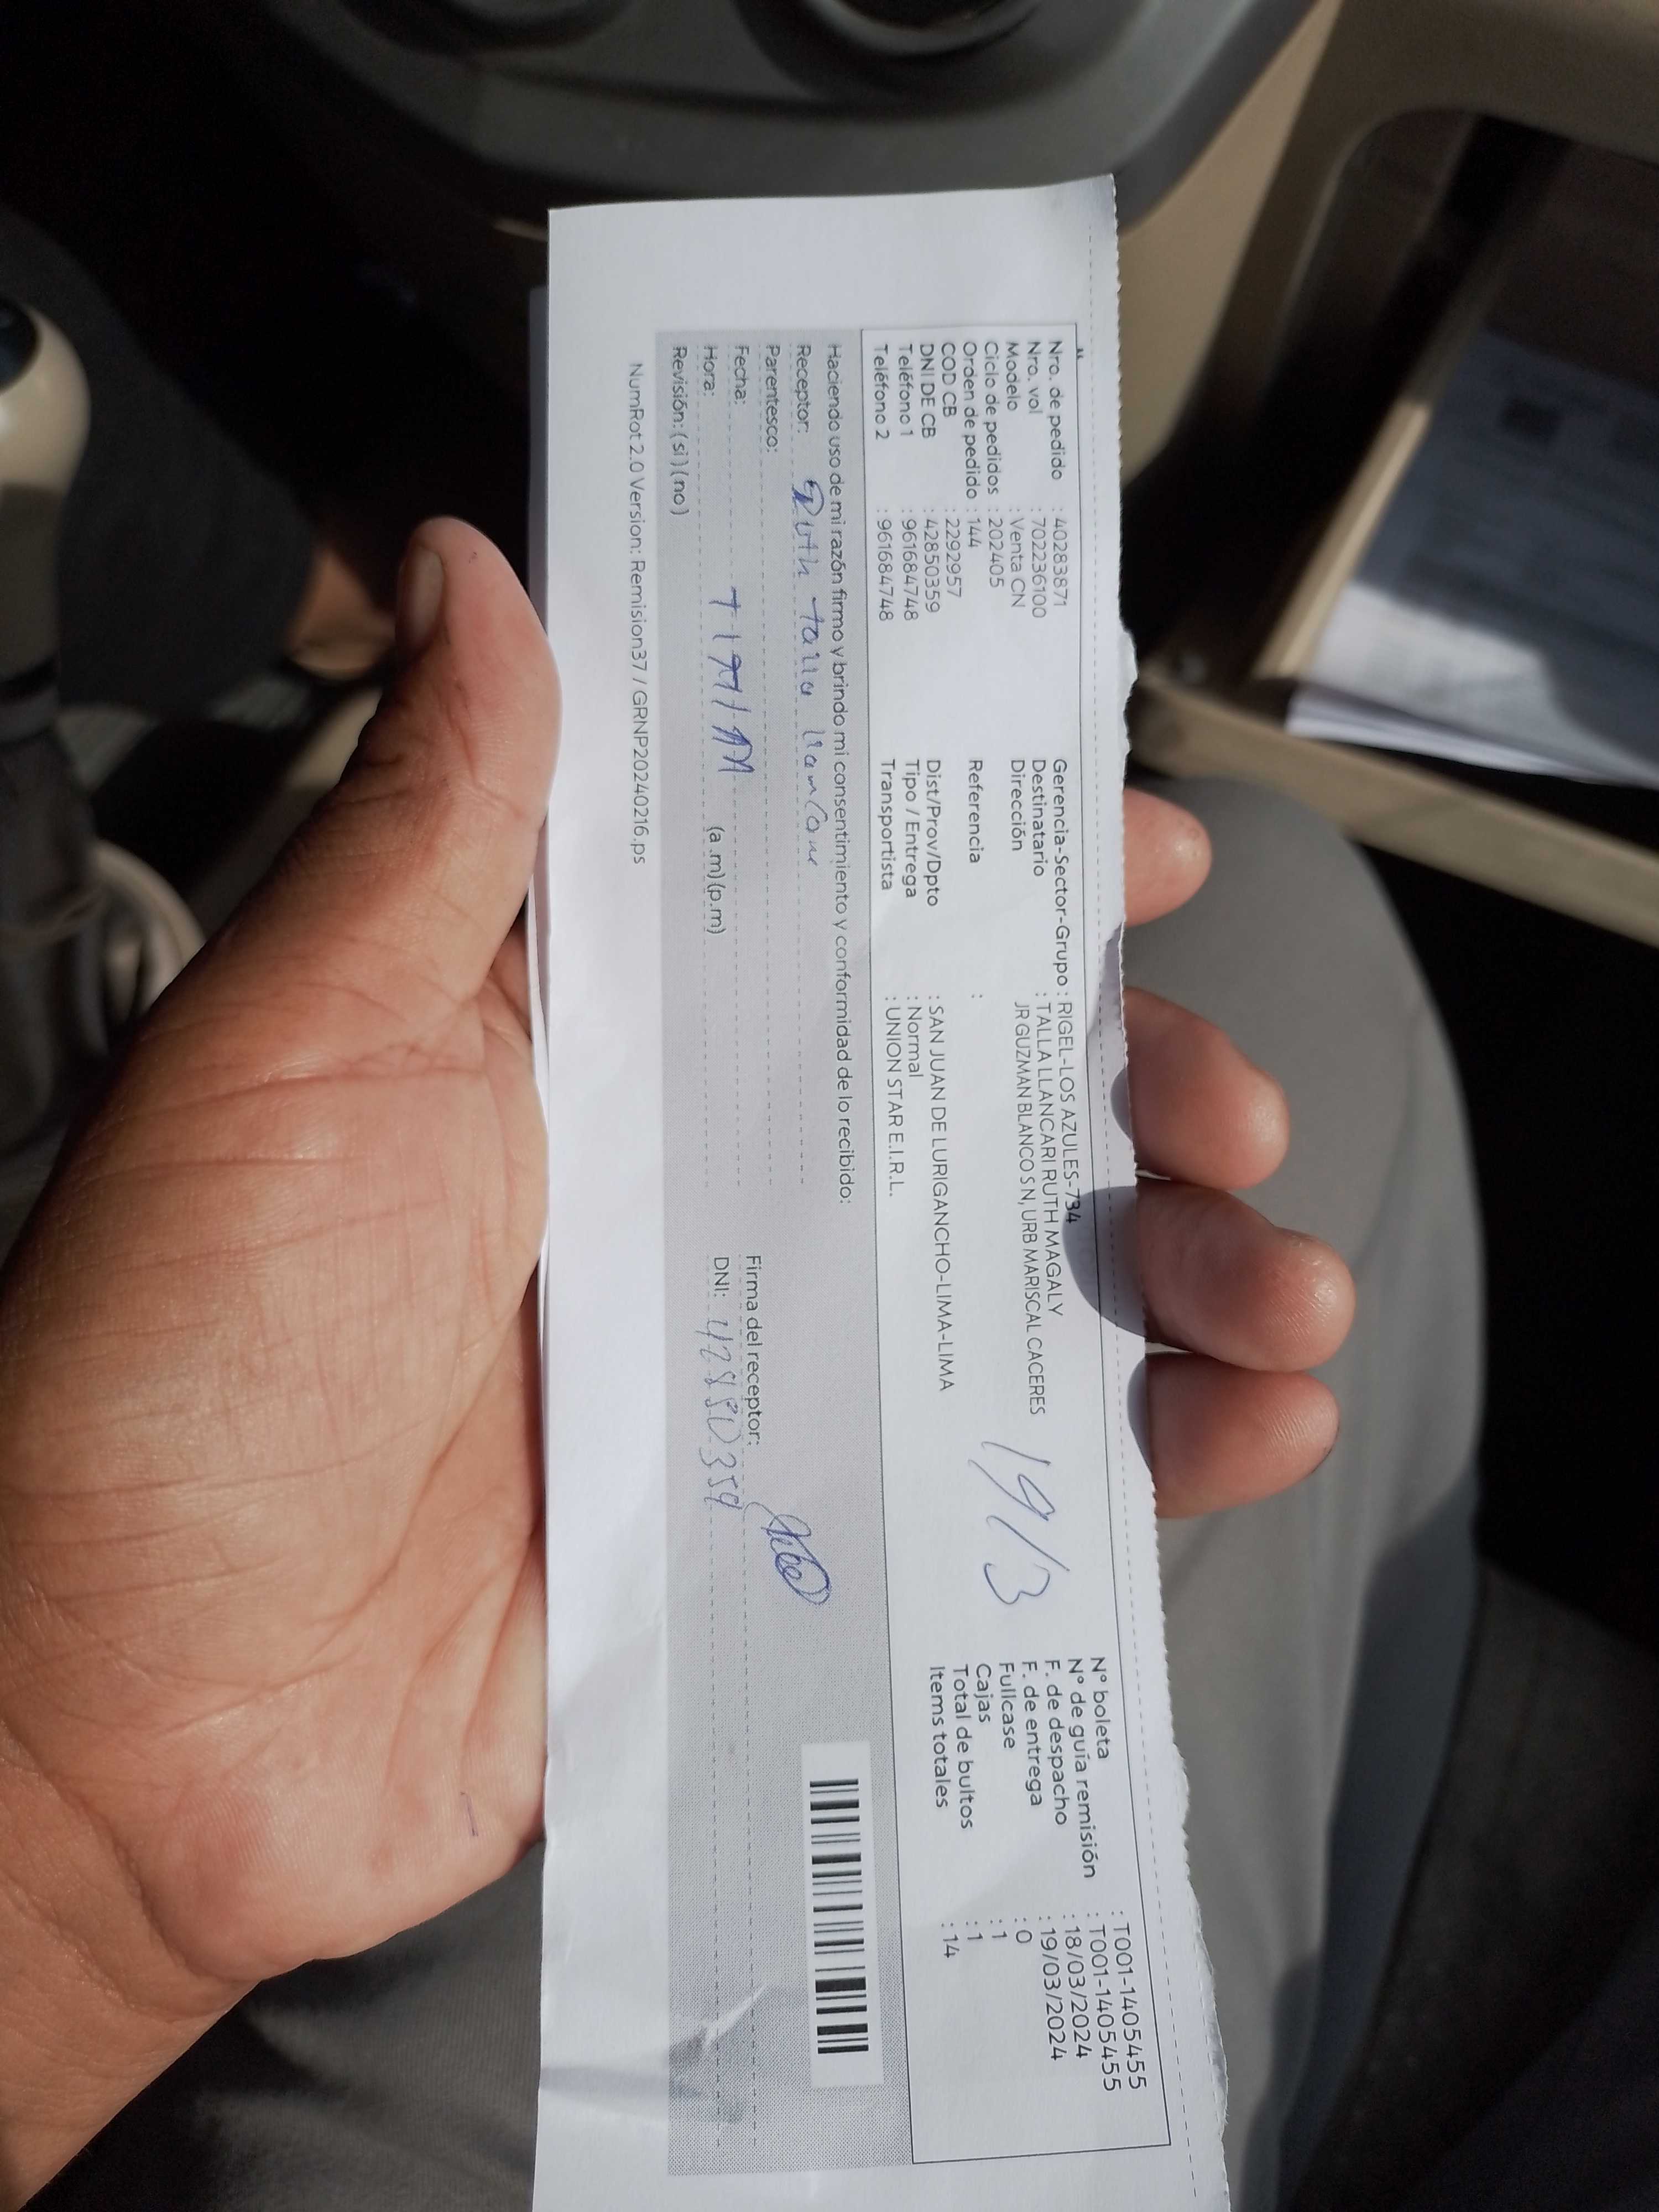 Nro. de pedido : 40283871
Nro. vol : 702236100
Modelo : Venta CN
Ciclo de pedidos : 202405
Orden de pedido : 144
COD CB : 2292957
DNI DE CB : 42850359
Teléfono 1 : 961684748
Teléfono 2 : 961684748
Gerencia-Sector-Grupo : RIGEL-LOS AZULES-734
Destinatario : TALLA LLANCARI RUTH MAGALY
Dirección JR GUZMAN BLANCO SN, URB MARISCAL CACERES
Referencia :
Dist/Prov/Dpto : SAN JUAN DE LURIGANCHO-LIMA-LIMA
Tipo / Entrega : Normal
Transportista : UNION STAR E.I.R.L.
19/3
N° boleta : T001-1405455
N° de guía remisión : T001-1405455
F. de despacho : 18/03/2024
F. de entrega : 19/03/2024
Fullcase : 0
Cajas : 1
Total de bultos : 1
Items totales : 14
Haciendo uso de mi razón firmo y brindo mi consentimiento y conformidad de lo recibido:
Receptor: Ruth talla
Parentesco:
Fecha:
Hora: (a.m)(p.m)
Revisión: (si)(no)
Firma del receptor:
DNI: 42850359
NumRot 2.0 Version: Remision37 / GRNP20240216.ps